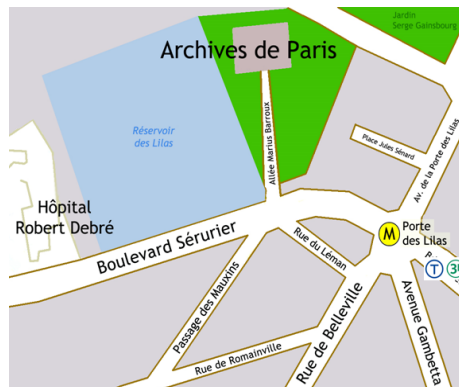 Jardin
Serge Gainsbourg
Archives de Paris
Réservoir
des Lilas
Allée Marius Barroux
Place Jules Sénard
Av. de la Porte des Lilas
Hôpital
Robert Debré
Boulevard Sérurier
M
Porte
des Lilas
Rue du Leman
T
Passage des Mauxins
Rue de Belleville
Avenue Gambetta
Rue de Romainville